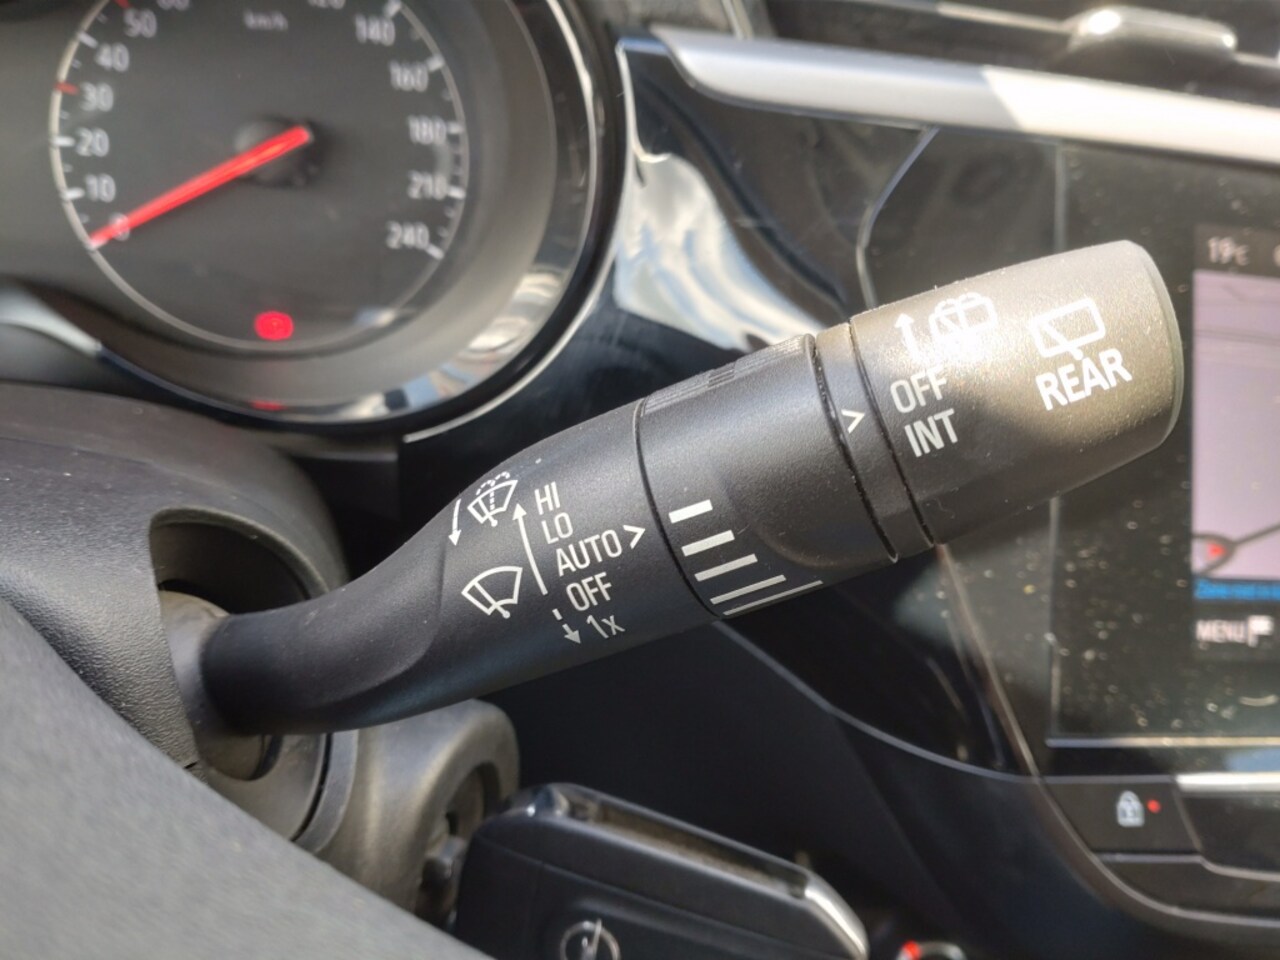 50
40
30
20
10
0
km/h
140
160
180
210
240
HI
LO
AUTO >
OFF
1x
>
OFF
INT
REAR
19°C
MENU